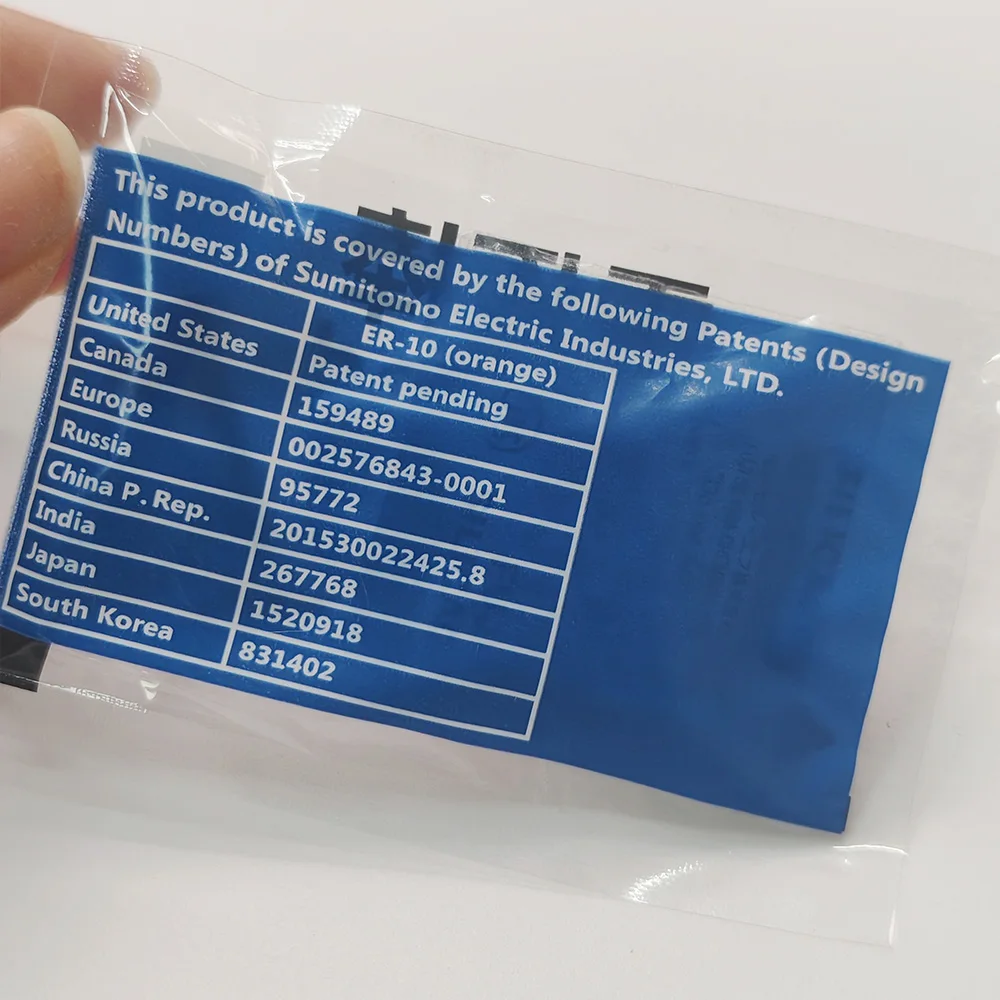 This product is covered by the following Patents (Design
Numbers) of Sumitomo Electric Industries, LTD.
ER-10 (orange)
United States Patent pending
Canada 159489
Europe 002576843-0001
Russia 95772
China P. Rep. 201530022425.8
India 267768
Japan 1520918
South Korea 831402